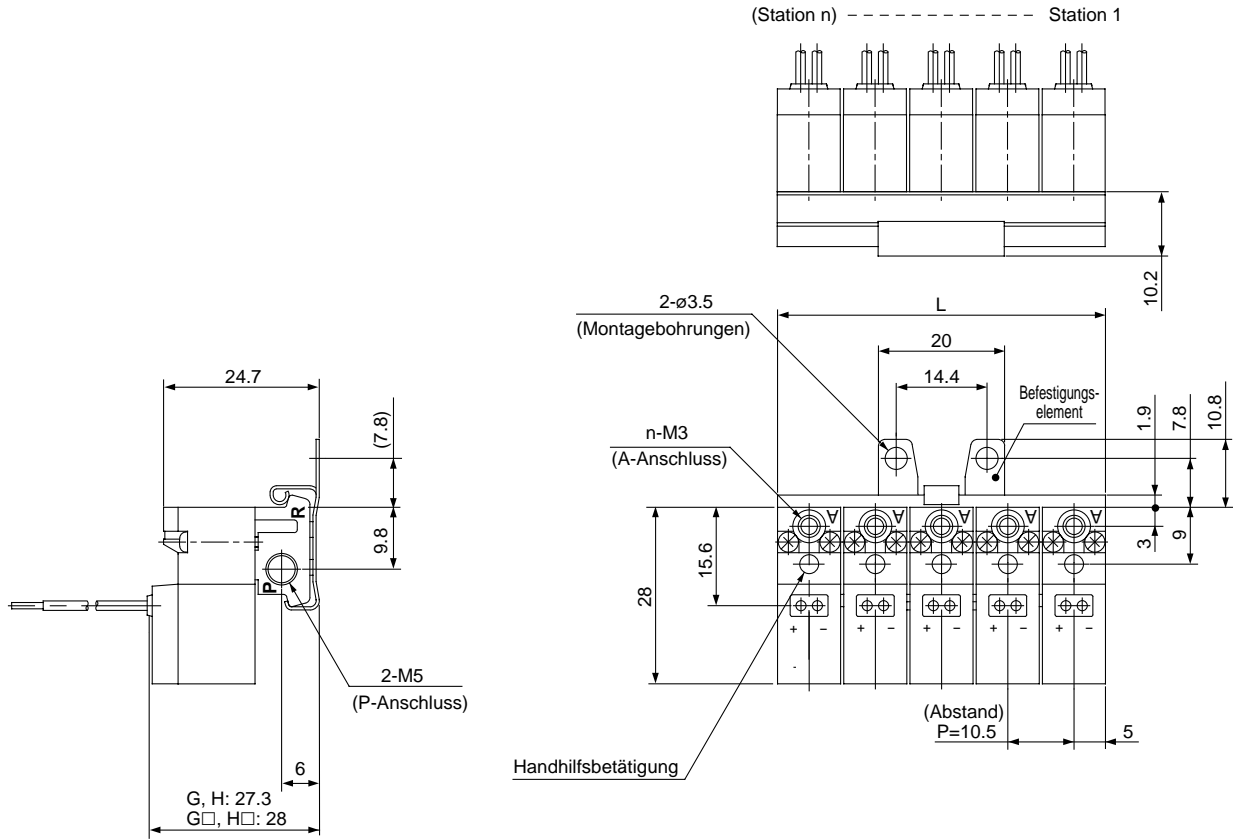 (Station n) Station 1
10.2
2-ø3.5
(Montagebohrungen)
L
20
14.4
Befestigungs-
element
1.9
7.8
10.8
n-M3
(A-Anschluss)
24.7
(7.8)
9.8
R
P
A A A A A
3
9
15.6
28
+ − + − + − + − + −
-
2-M5
(P-Anschluss)
(Abstand)
P=10.5
5
Handhilfsbetätigung
6
G, H: 27.3
G□, H□: 28